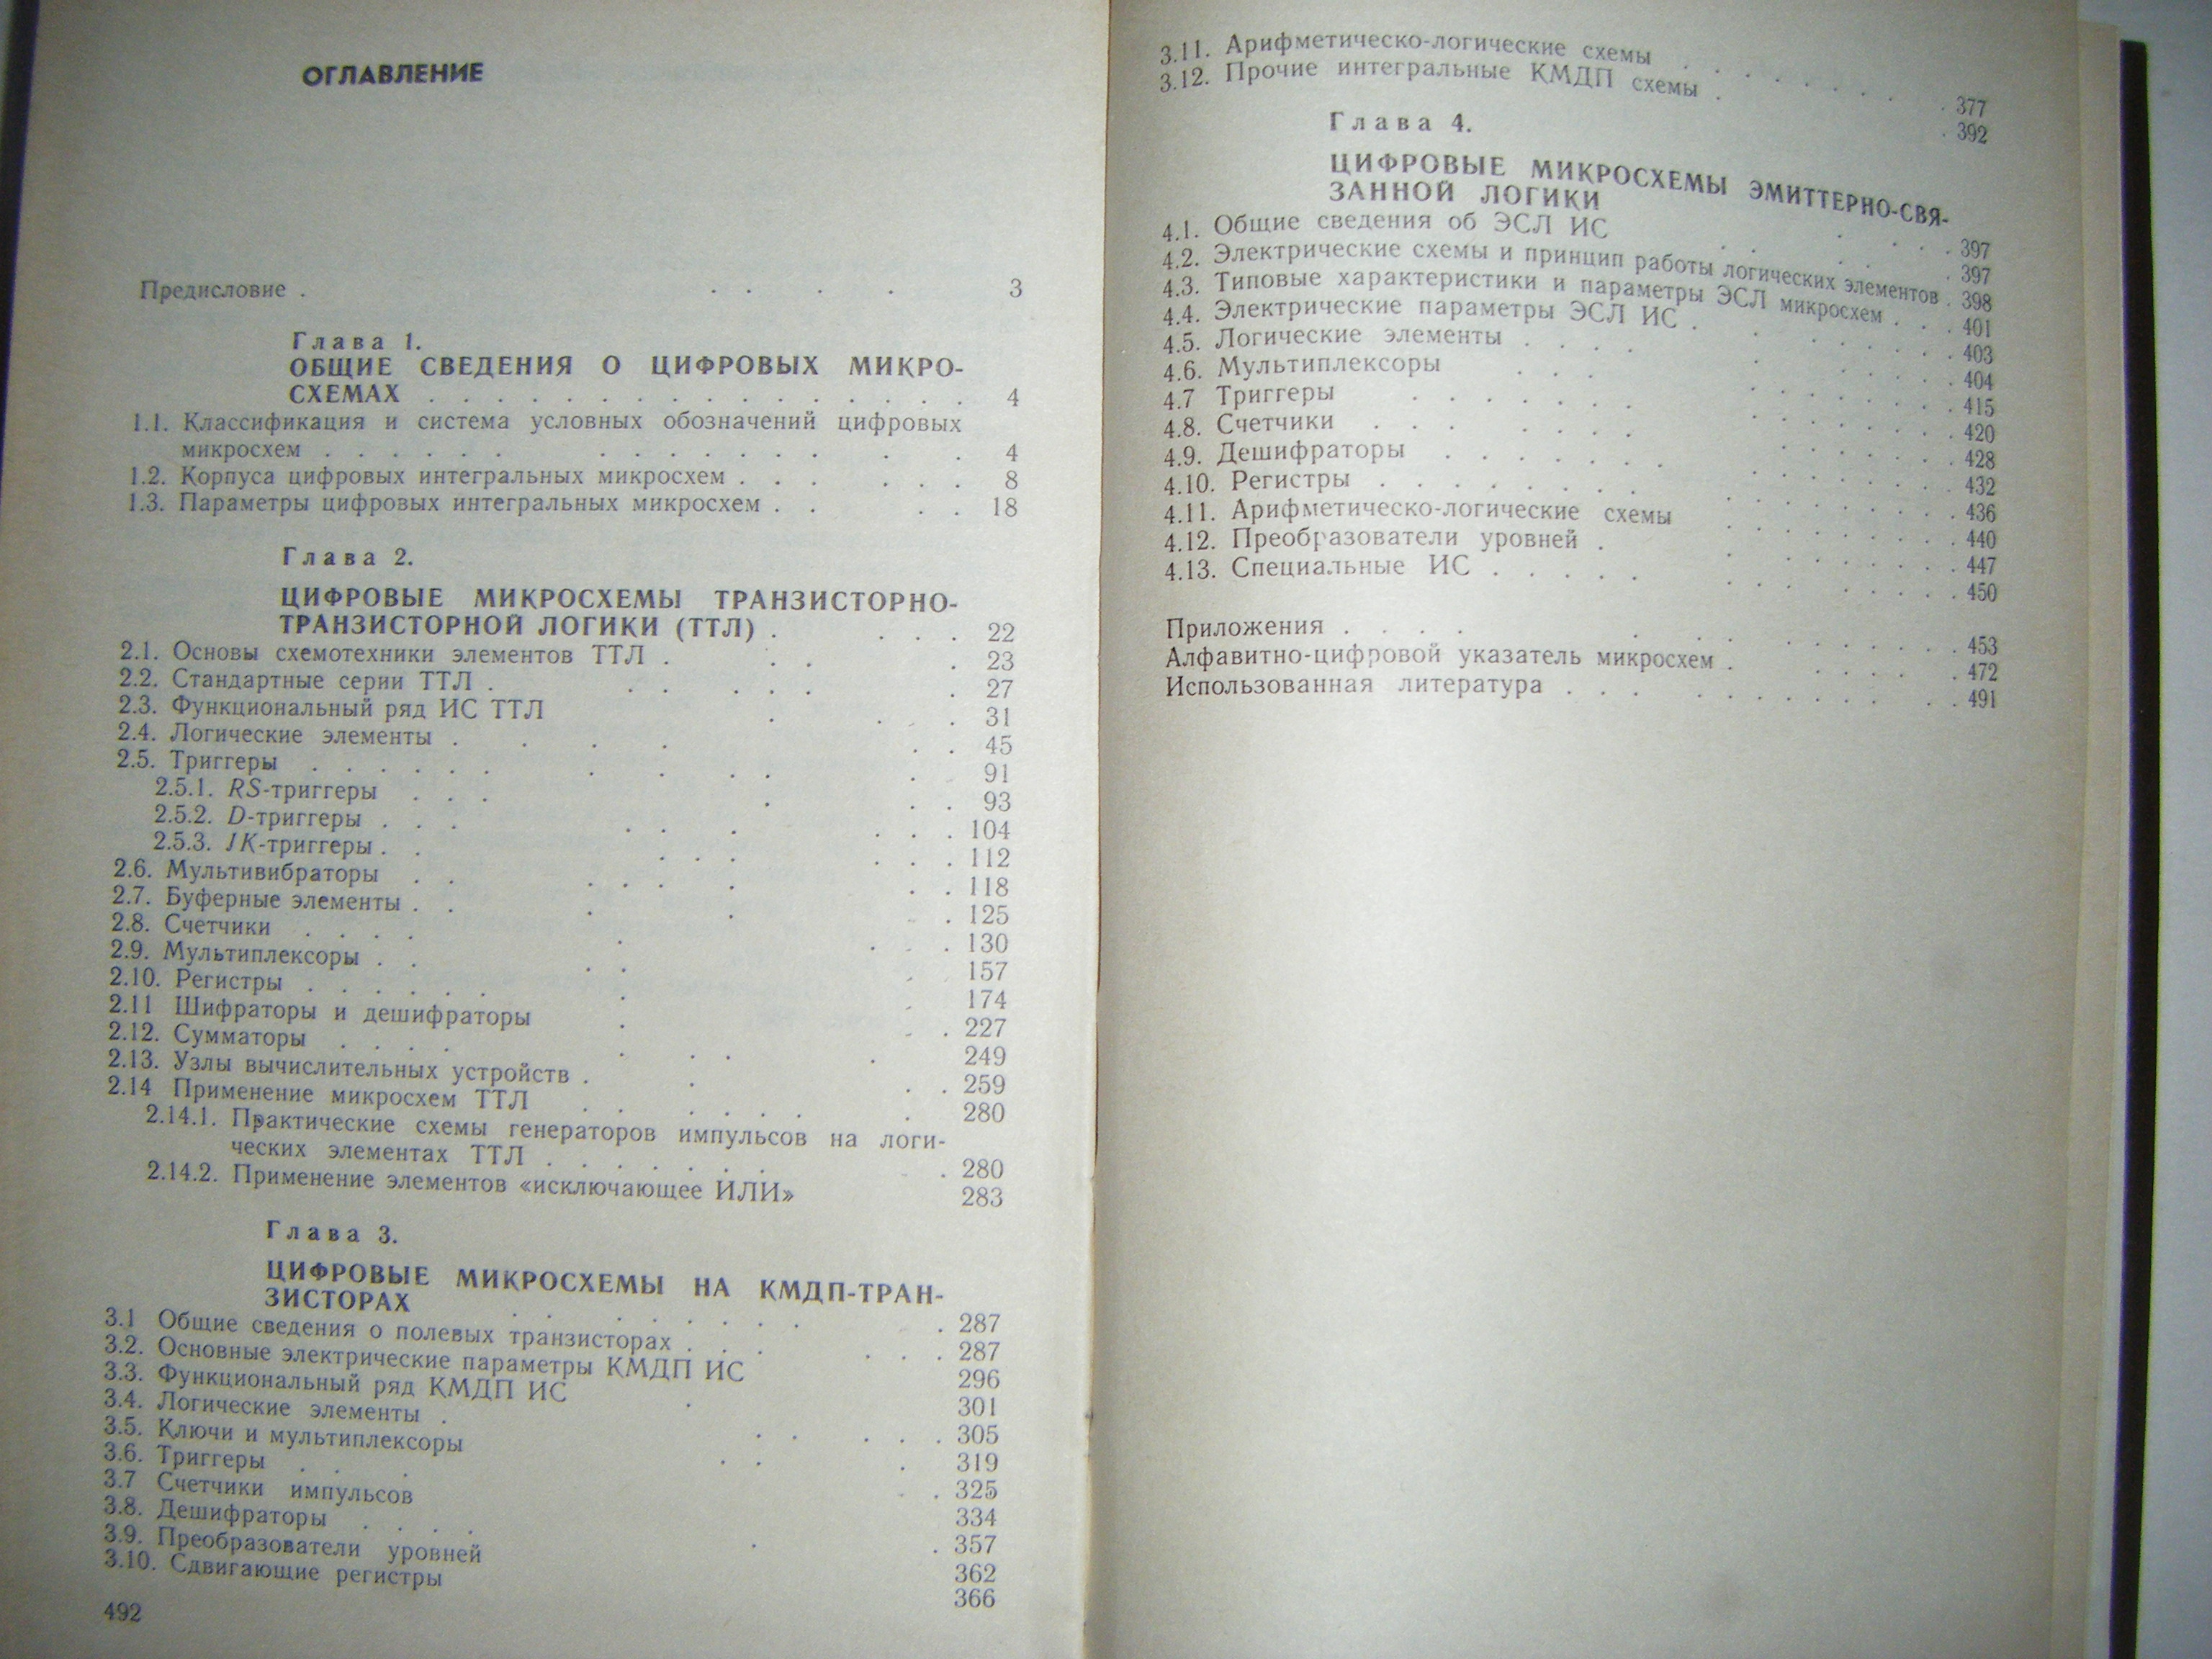 ОГЛАВЛЕНИЕ
Предисловие . . . . . 3
Глава 1.
ОБЩИЕ СВЕДЕНИЯ О ЦИФРОВЫХ МИКРО-
СХЕМАХ . . . . . . . . . . . . . . . 4
1.1. Классификация и система условных обозначений цифровых
микросхем . . . . . . . . . . . . . . 4
1.2. Корпуса цифровых интегральных микросхем . . . . . . 8
1.3. Параметры цифровых интегральных микросхем . . . . 18
Глава 2.
ЦИФРОВЫЕ МИКРОСХЕМЫ ТРАНЗИСТОРНО-
ТРАНЗИСТОРНОЙ ЛОГИКИ (ТТЛ) . . . . 22
2.1. Основы схемотехники элементов ТТЛ . . . . 23
2.2. Стандартные серии ТТЛ . . . . . . . 27
2.3. Функциональный ряд ИС ТТЛ . . . . 31
2.4. Логические элементы . . . . . . 45
2.5. Триггеры . . . . . . . . . . 91
2.5.1. RS-триггеры . . . . . . 93
2.5.2. D-триггеры . . . . . . . . 104
2.5.3. JK-триггеры . . . . . . . . 112
2.6. Мультивибраторы . . . . . . . . 118
2.7. Буферные элементы . . . . . 125
2.8. Счетчики . . . . . . . . 130
2.9. Мультиплексоры . . . . 157
2.10. Регистры . . . . . . . 174
2.11 Шифраторы и дешифраторы . . . 227
2.12. Сумматоры . . . . . . . . 249
2.13. Узлы вычислительных устройств . . . . 259
2.14 Применение микросхем ТТЛ . . . . . . . 280
2.14.1. Практические схемы генераторов импульсов на логи-
ческих элементах ТТЛ . . . . . . . . 280
2.14.2. Применение элементов «исключающее ИЛИ» 283
Глава 3.
ЦИФРОВЫЕ МИКРОСХЕМЫ НА КМДП-ТРАН-
ЗИСТОРАХ . . . . . . . . 287
3.1 Общие сведения о полевых транзисторах . . . . . . 287
3.2. Основные электрические параметры КМДП ИС 296
3.3. Функциональный ряд КМДП ИС . 301
3.4. Логические элементы . . . . . . 305
3.5. Ключи и мультиплексоры . . . 319
3.6. Триггеры . . . . 325
3.7 Счетчики импульсов 334
3.8. Дешифраторы . . . . . . 357
3.9. Преобразователи уровней 362
3.10. Сдвигающие регистры 366
492
3.11. Арифметическо-логические схемы . . . . . . . . 377
3.12. Прочие интегральные КМДП схемы . . 392
Глава 4.
ЦИФРОВЫЕ МИКРОСХЕМЫ ЭМИТТЕРНО-СВЯ-
ЗАННОЙ ЛОГИКИ . . . . . . 397
4.1. Общие сведения об ЭСЛ ИС . . . . . 397
4.2. Электрические схемы и принцип работы логических элементов . 398
4.3. Типовые характеристики и параметры ЭСЛ микросхем . . . 401
4.4. Электрические параметры ЭСЛ ИС . . . . . . . 403
4.5. Логические элементы . . . . . . . . . 404
4.6. Мультиплексоры . . . . . . . . . 415
4.7 Триггеры . . . . . . . . . . . 420
4.8. Счетчики . . . . . . . . . . . . 428
4.9. Дешифраторы . . . . . . . . . . . 432
4.10. Регистры . . . . . . . . . . . . 436
4.11. Арифметическо-логические схемы . . . . . . . 440
4.12. Преобразователи уровней . . . . . . . 447
4.13. Специальные ИС . . . . . . . . . . . 450
Приложения . . . . . . . . . . . 453
Алфавитно-цифровой указатель микросхем . . . . . . 472
Использованная литература . . . . . . . . . 491